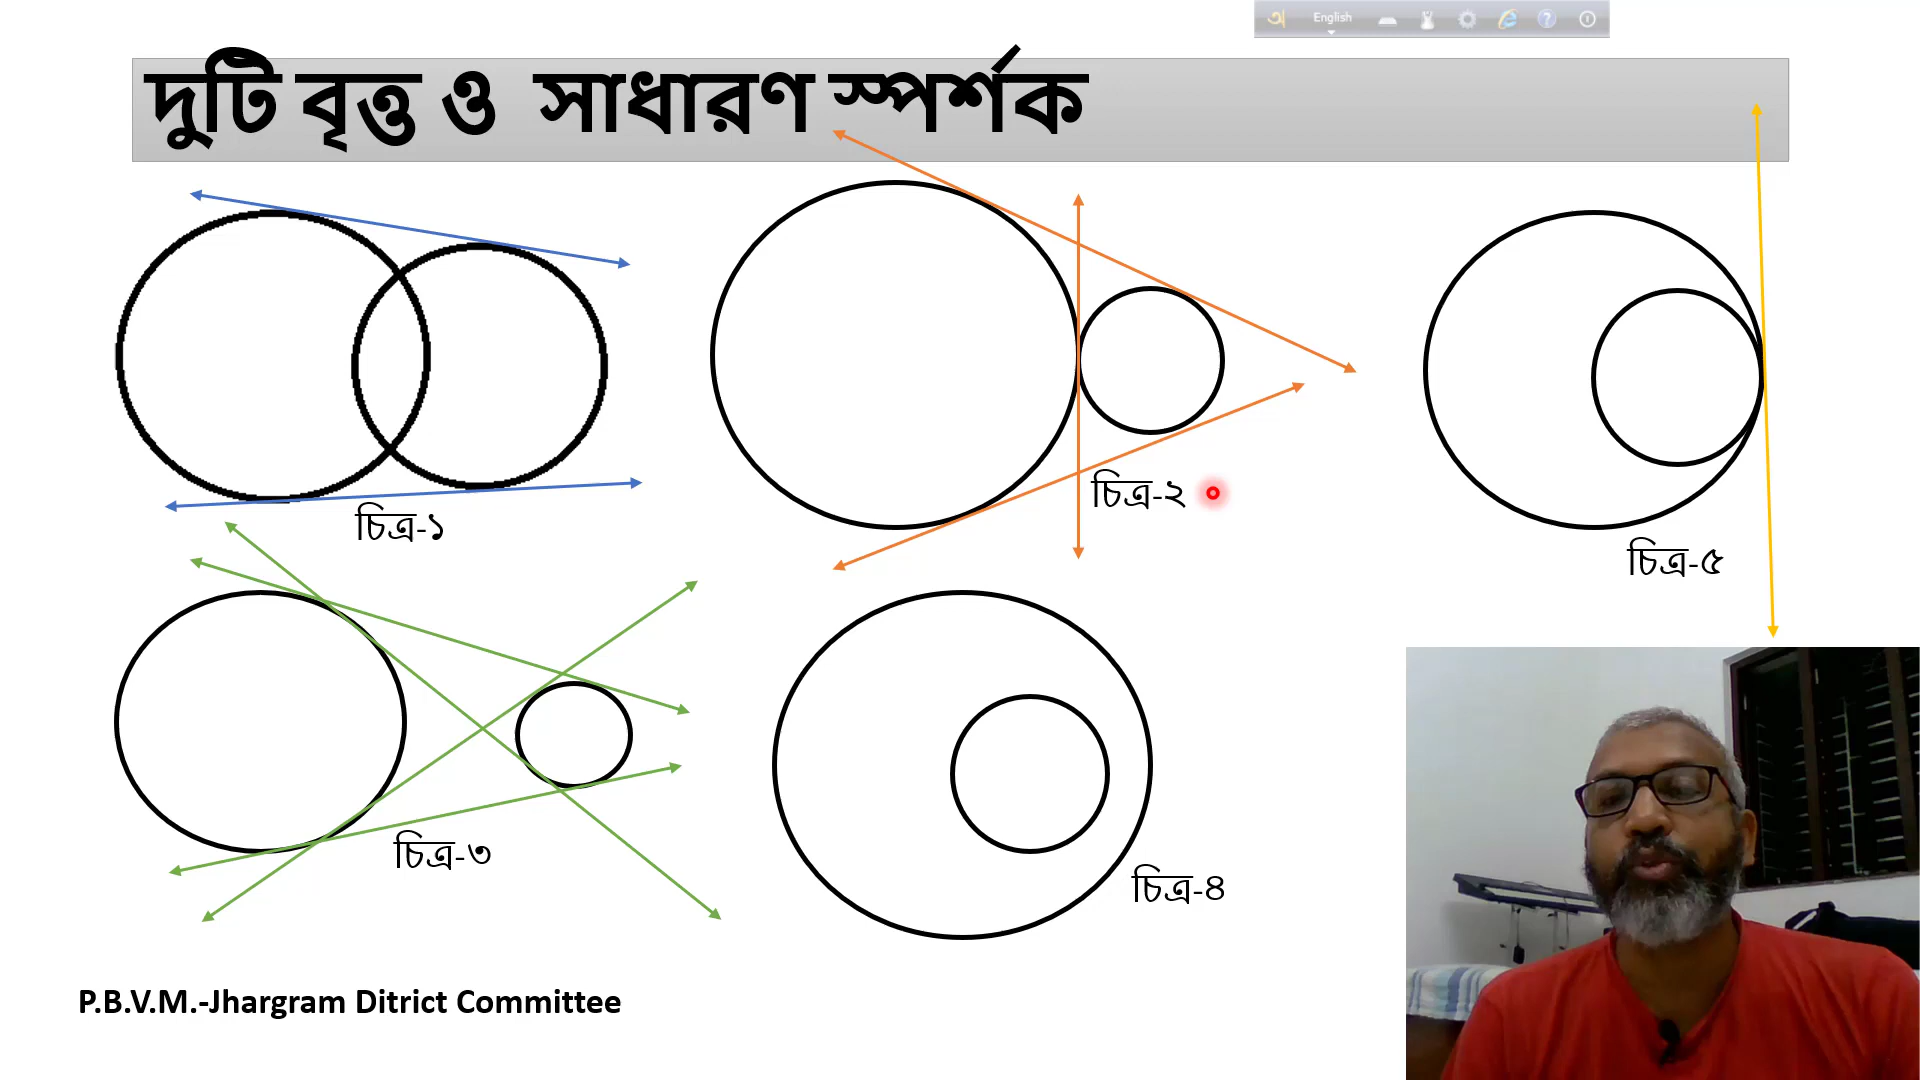 English
দুটি বৃত্ত ও সাধারণ স্পর্শক
চিত্র-১
চিত্র-২
চিত্র-৫
চিত্র-৩
চিত্র-৪
P.B.V.M.-Jhargram Ditrict Committee